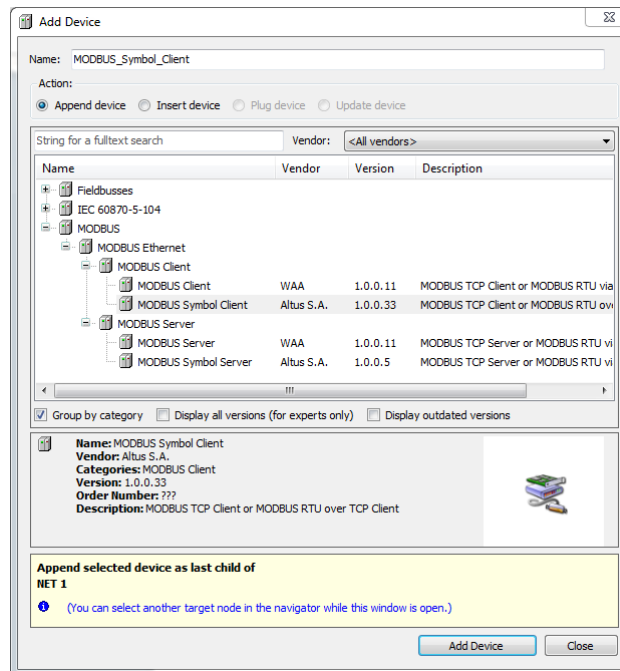 Add Device
Name: MODBUS_Symbol_Client
Action:
Append device Insert device Plug device Update device
String for a fulltext search Vendor: <All vendors>
Name Vendor Version Description
Fieldbusses
IEC 60870-5-104
MODBUS
MODBUS Ethernet
MODBUS Client
MODBUS Client WAA 1.0.0.11 MODBUS TCP Client or MODBUS RTU via
MODBUS Symbol Client Altus S.A. 1.0.0.33 MODBUS TCP Client or MODBUS RTU ov
MODBUS Server
MODBUS Server WAA 1.0.0.11 MODBUS TCP Server or MODBUS RTU vi
MODBUS Symbol Server Altus S.A. 1.0.0.5 MODBUS TCP Server or MODBUS RTU vi
Group by category Display all versions (for experts only) Display outdated versions
Name: MODBUS Symbol Client
Vendor: Altus S.A.
Categories: MODBUS Client
Version: 1.0.0.33
Order Number: ???
Description: MODBUS TCP Client or MODBUS RTU over TCP Client
Append selected device as last child of
NET 1
(You can select another target node in the navigator while this window is open.)
Add Device Close